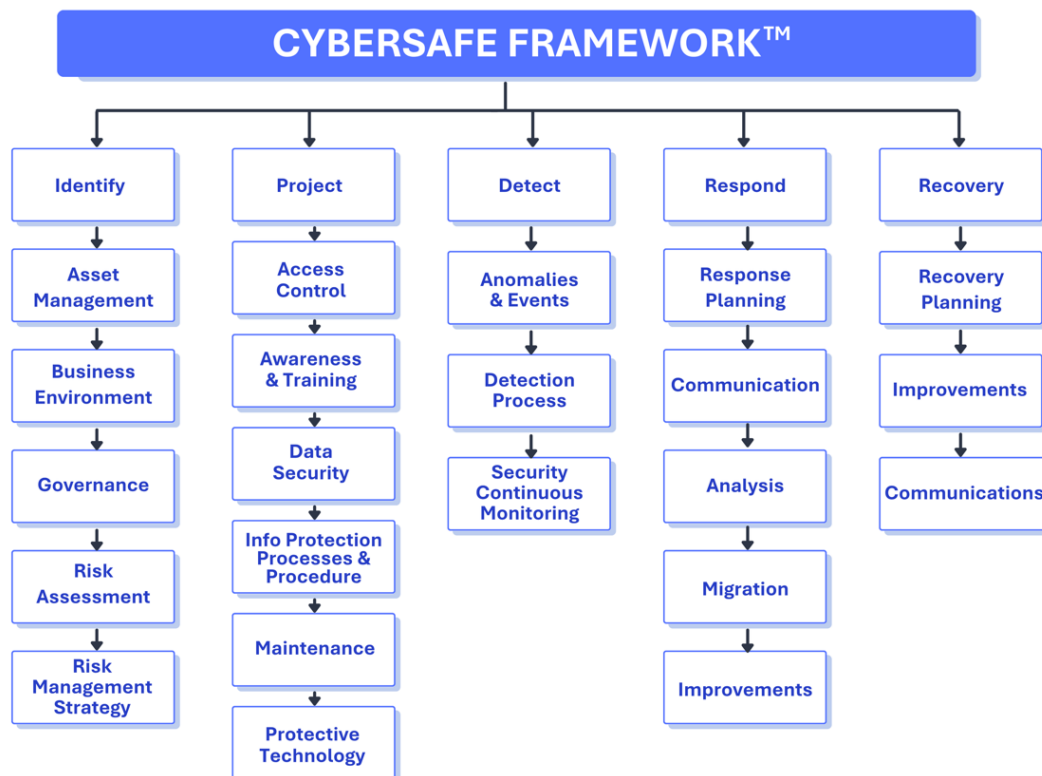 CYBERSAFE FRAMEWORK™
Identify
Project
Detect
Respond
Recovery
Asset
Management
Business
Environment
Governance
Risk
Assessment
Risk
Management
Strategy
Access
Control
Awareness
& Training
Data
Security
Info Protection
Processes &
Procedure
Maintenance
Protective
Technology
Anomalies
& Events
Detection
Process
Security
Continuous
Monitoring
Response
Planning
Communication
Analysis
Migration
Improvements
Recovery
Planning
Improvements
Communications